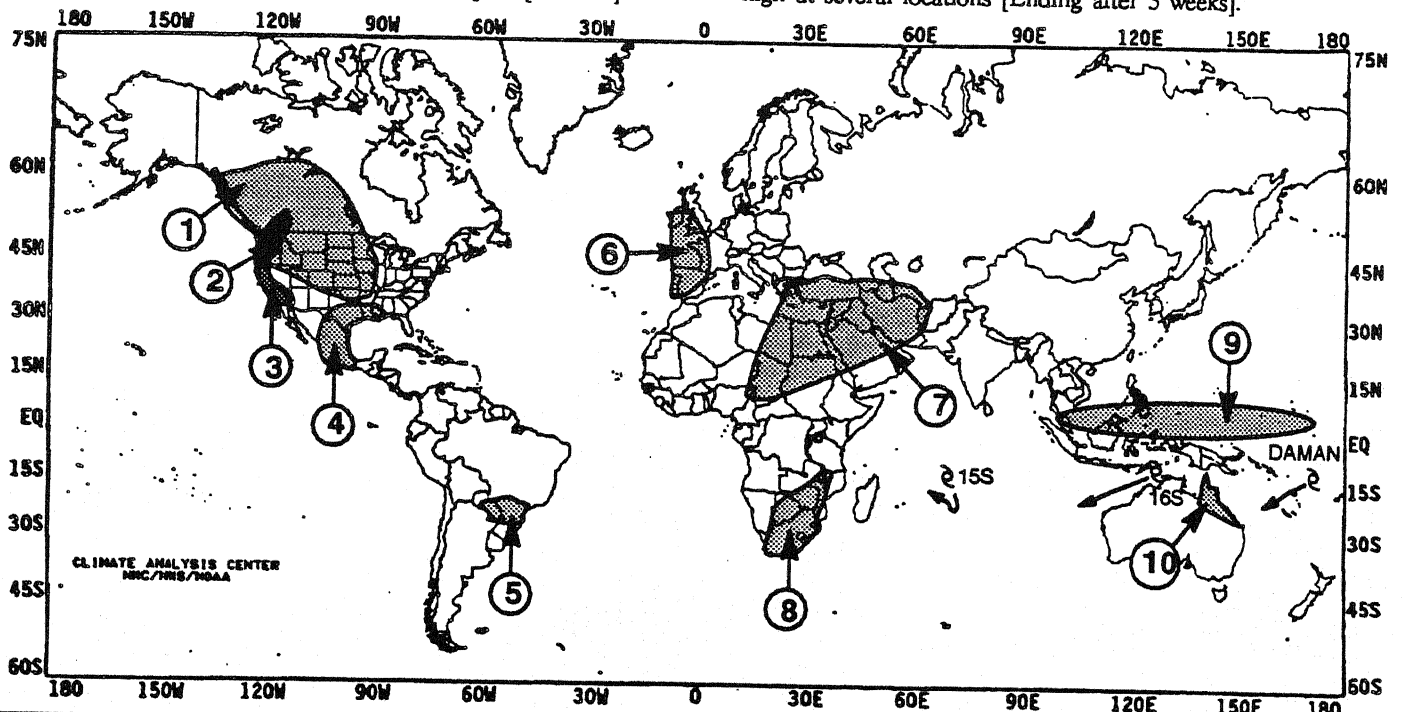 at several locations [Ending after 5 weeks].
180 150W 120W 90W 60W 30W 0 30E 60E 90E 120E 150E 180
75N 75N
60N 60N
1
45N 6 45N
2
30N 30N
9
3
15N 15N
4 7
EQ EQ
DAMAN
15S 15S 15S
16S
30S 30S
10
CLIMATE ANALYSIS CENTER
NMC/NWS/NOAA
5 8
45S 45S
60S 60S
180 150W 120W 90W 60W 30W 0 30E 60E 90E 120E 150E 180